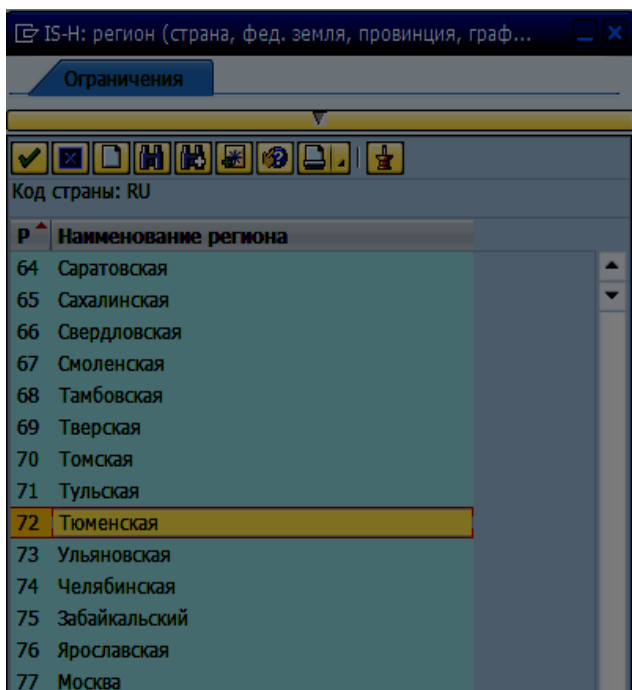 IS-H: регион (страна, фед. земля, провинция, граф...
Ограничения
Код страны: RU
Р Наименование региона
64 Саратовская
65 Сахалинская
66 Свердловская
67 Смоленская
68 Тамбовская
69 Тверская
70 Томская
71 Тульская
72 Тюменская
73 Ульяновская
74 Челябинская
75 Забайкальский
76 Ярославская
77 Москва